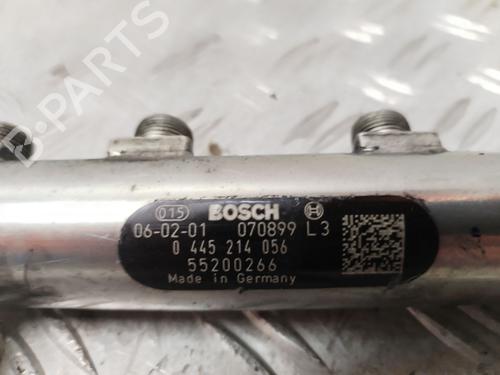 B-PARTS
015 BOSCH
06-02-01 070899 L3
0 445 214 056
55200266
Made in Germany